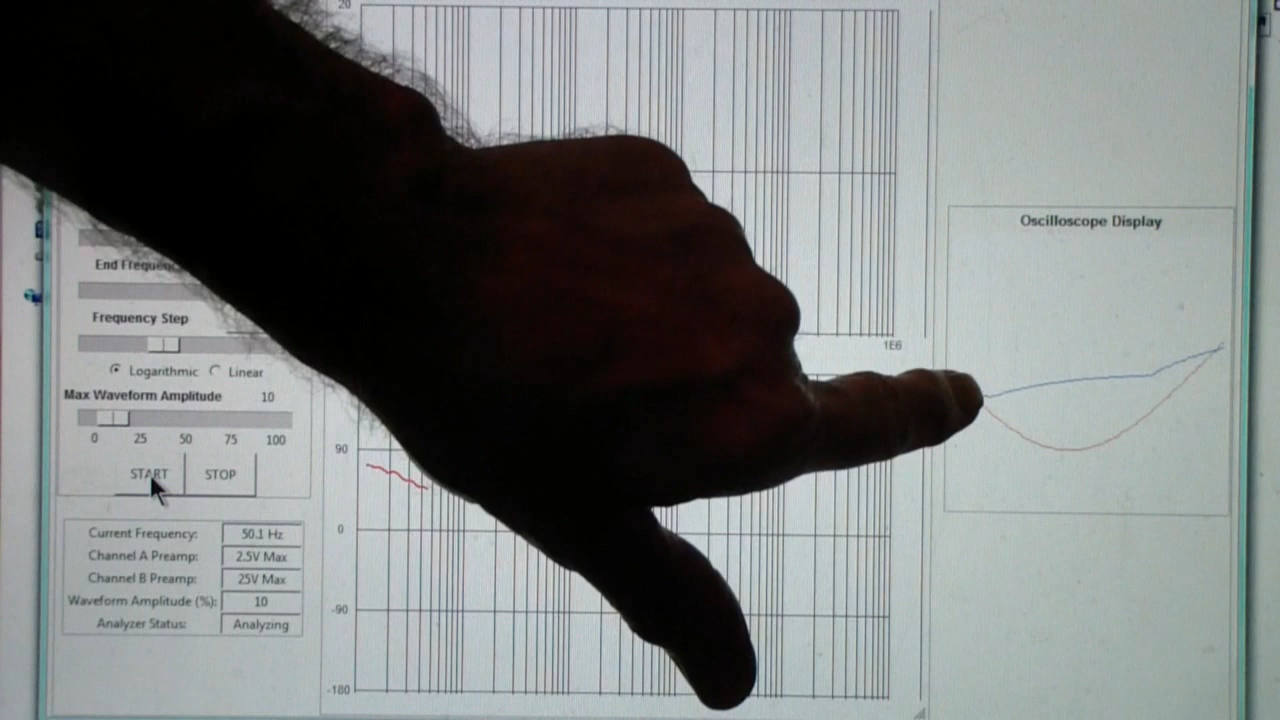 20
Oscilloscope Display
End Frequenc
Frequency Step
1E6
Logarithmic Linear
Max Waveform Amplitude 10
0 25 50 75 100
START STOP
90
0
-90
-180
Current Frequency: 50.1 Hz
Channel A Preamp: 2.5V Max
Channel B Preamp: 25V Max
Waveform Amplitude (%): 10
Analyzer Status: Analyzing